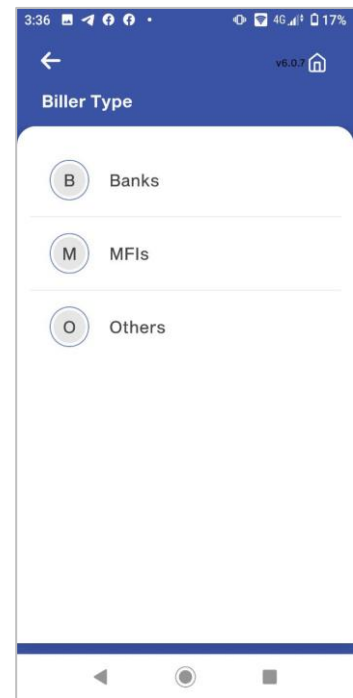 3:36 4G 17%
v6.0.7
Biller Type
B Banks
M MFIs
O Others